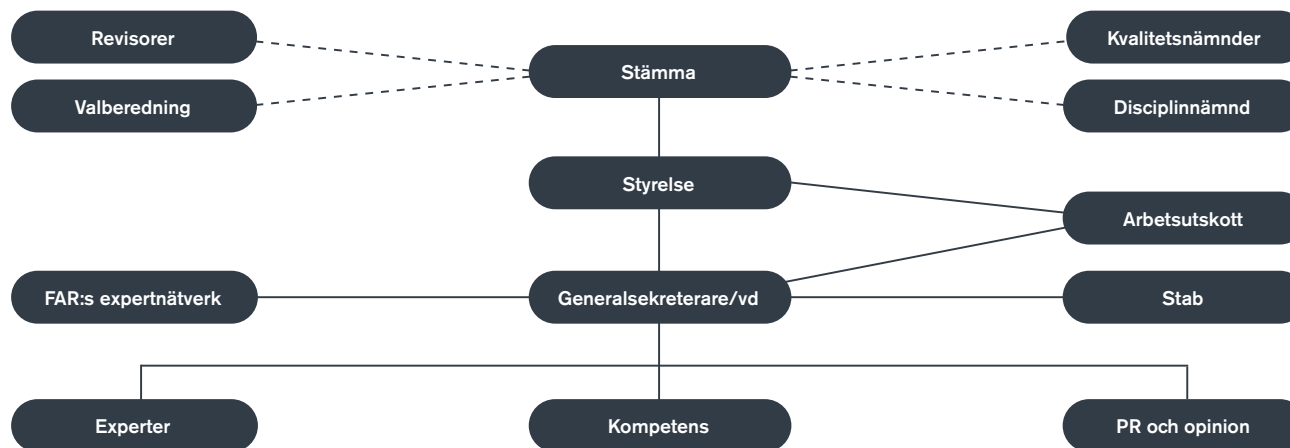 Revisorer
Kvalitetsnämnder
Stämma
Valberedning
Disciplinnämnd
Styrelse
Arbetsutskott
FAR:s expertnätverk
Generalsekreterare/vd
Stab
Experter
Kompetens
PR och opinion